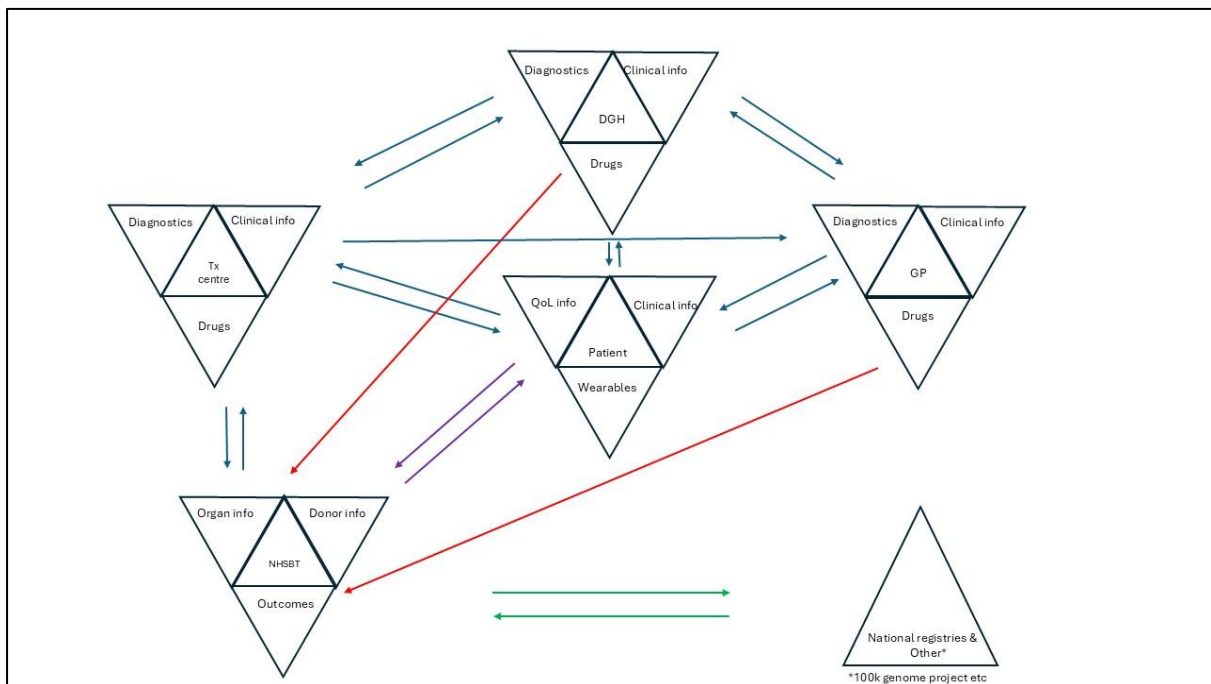 Diagnostics
Clinical info
DGH
Drugs
Diagnostics
Clinical info
Tx
centre
Drugs
QoL info
Clinical info
Patient
Wearables
Diagnostics
Clinical info
GP
Drugs
Organ info
Donor info
NHSBT
Outcomes
National registries &
Other*
*100k genome project etc